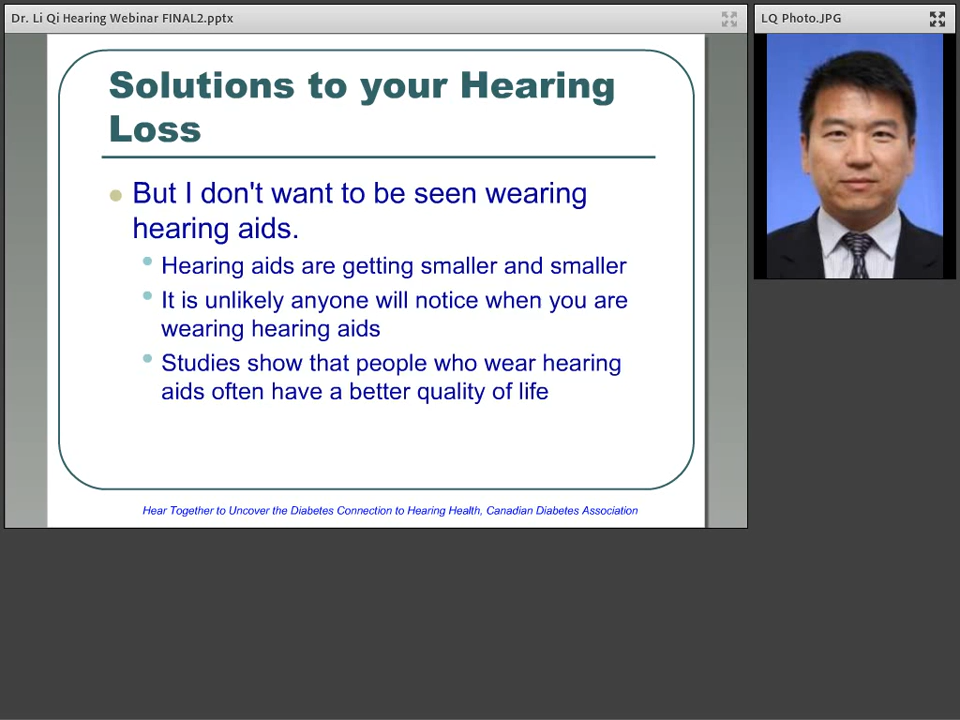 Dr. Li Qi Hearing Webinar FINAL2.pptx
LQ Photo.JPG
Solutions to your Hearing
Loss
But I don't want to be seen wearing
hearing aids.
Hearing aids are getting smaller and smaller
It is unlikely anyone will notice when you are
wearing hearing aids
Studies show that people who wear hearing
aids often have a better quality of life
Hear Together to Uncover the Diabetes Connection to Hearing Health, Canadian Diabetes Association